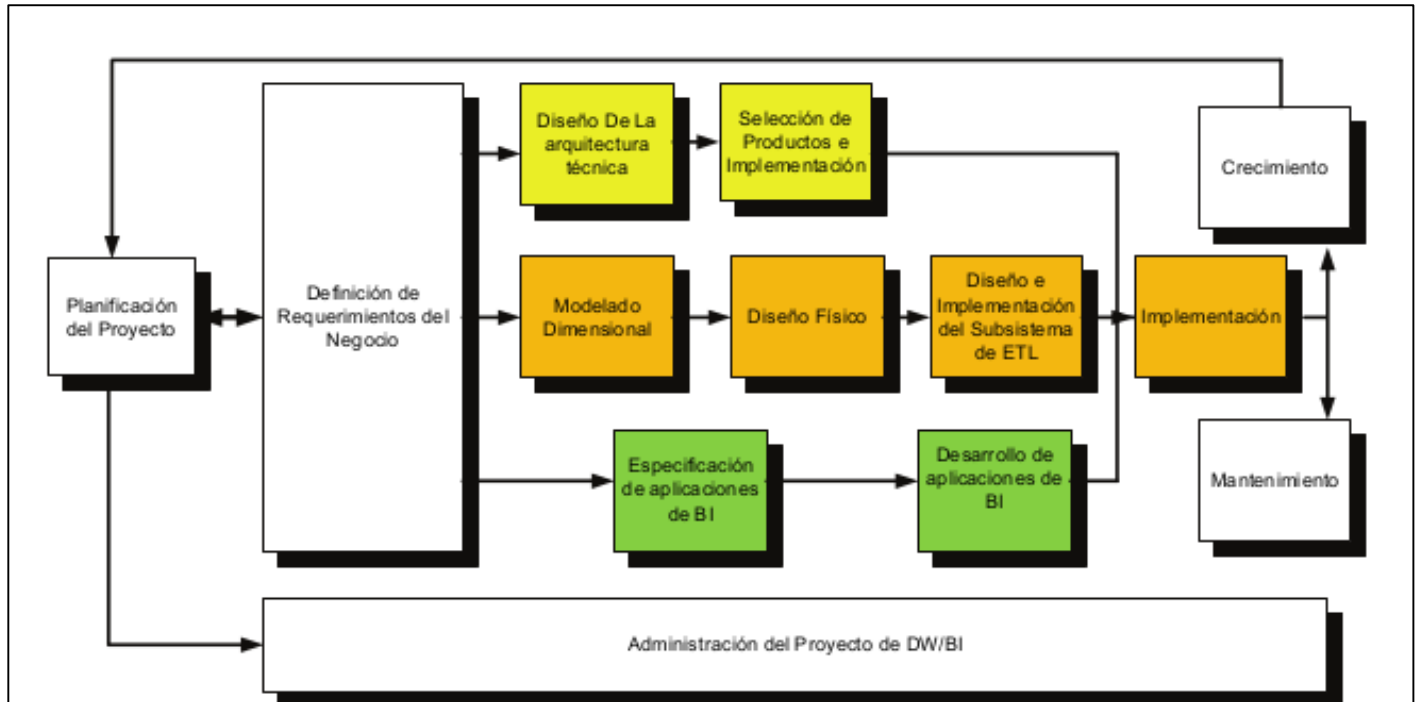 Diseño De La
arquitectura
técnica
Selección de
Productos e
Implementación
Crecimiento
Planificación
del Proyecto
Definición de
Requerimientos del
Negocio
Modelado
Dimensional
Diseño Físico
Diseño e
Implementación
del Subsistema
de ETL
Implementación
Especificación
de aplicaciones
de BI
Desarrollo de
aplicaciones de
BI
Mantenimiento
Administración del Proyecto de DW/BI